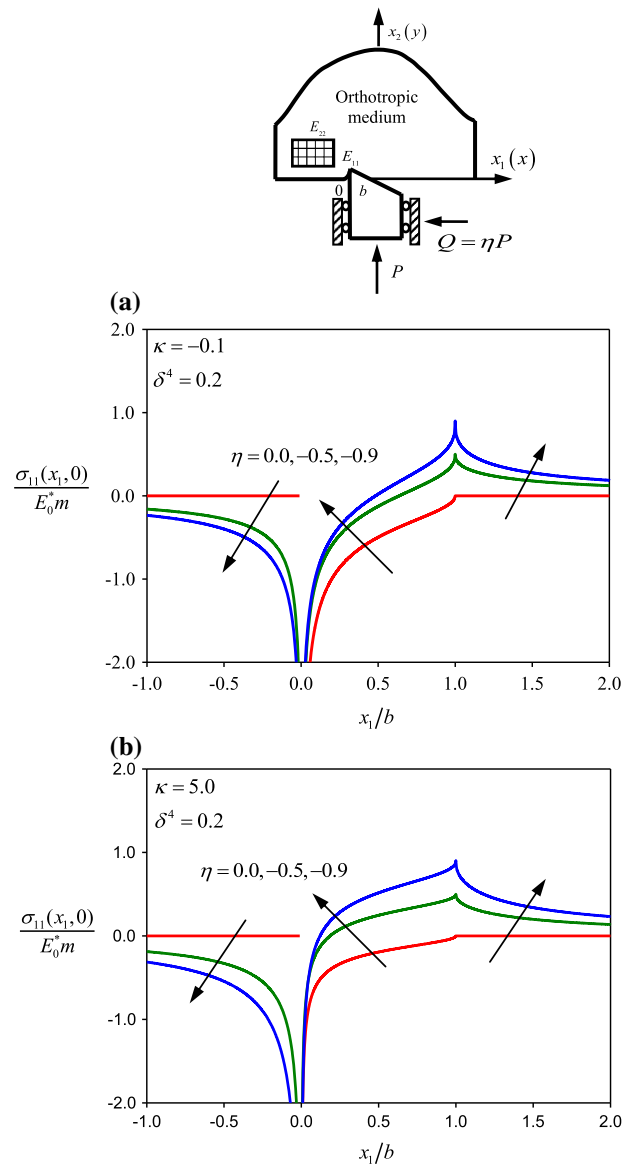 x₂(y)
Orthotropic
medium
E₂₂
E₁₁
x₁(x)
0 b
Q = ηP
P
(a)
κ = −0.1
δ⁴ = 0.2
η = 0.0, −0.5, −0.9
σ₁₁(x₁, 0)
E₀*m
2.0
1.0
0.0
-1.0
-2.0
-1.0 -0.5 0.0 0.5 1.0 1.5 2.0
x₁/b
(b)
κ = 5.0
δ⁴ = 0.2
η = 0.0, −0.5, −0.9
σ₁₁(x₁, 0)
E₀*m
2.0
1.0
0.0
-1.0
-2.0
-1.0 -0.5 0.0 0.5 1.0 1.5 2.0
x₁/b